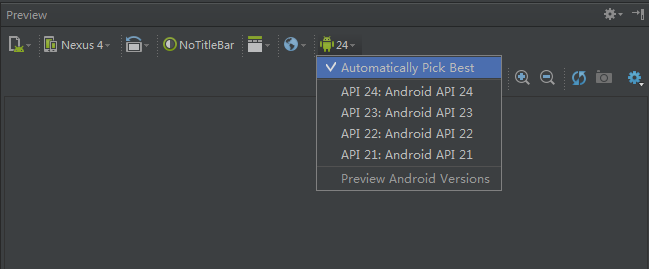 Preview
Nexus 4
NoTitleBar
24
Automatically Pick Best
API 24: Android API 24
API 23: Android API 23
API 22: Android API 22
API 21: Android API 21
Preview Android Versions